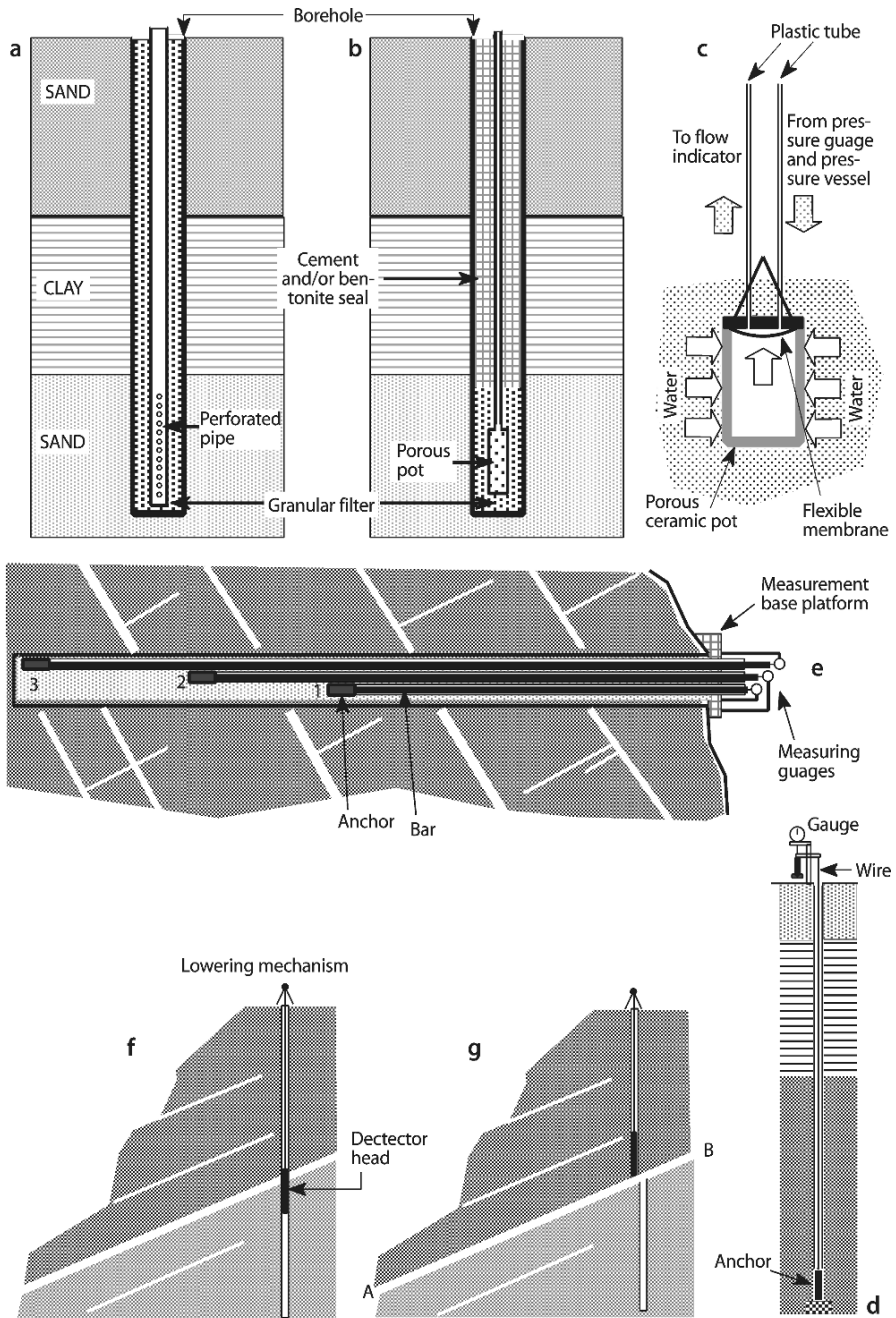 Borehole
a
b
c
Plastic tube
SAND
To flow
indicator
From pres-
sure guage
and pres-
sure vessel
Cement
and/or ben-
tonite seal
CLAY
SAND
Perforated
pipe
Porous
pot
Granular filter
Water
Water
Porous
ceramic pot
Flexible
membrane
Measurement
base platform
e
3
2
1
Measuring
guages
Anchor
Bar
Gauge
Wire
Lowering mechanism
f
g
Dectector
head
B
A
Anchor
d